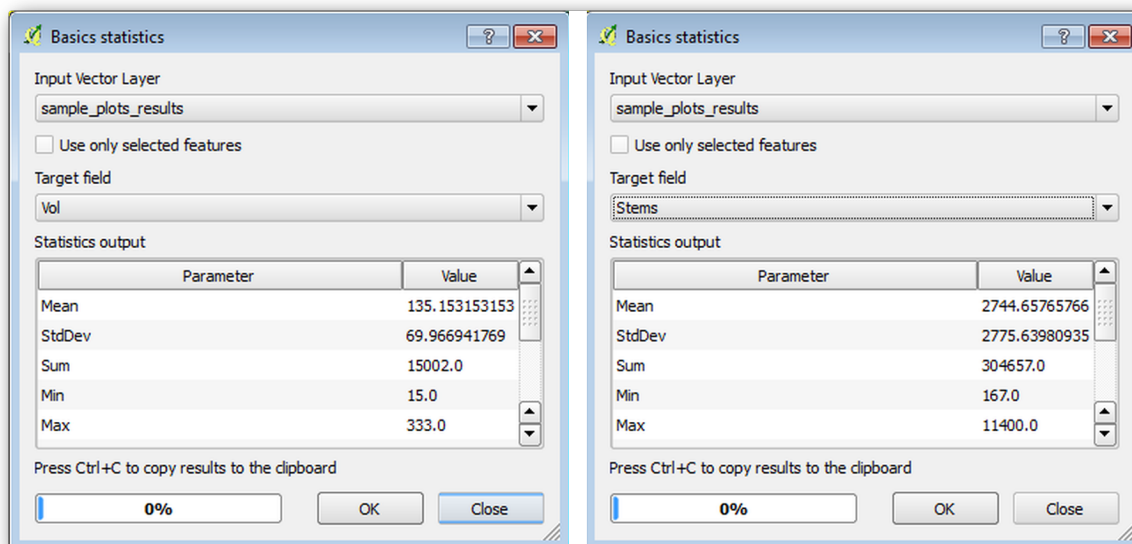 Basics statistics
Input Vector Layer
sample_plots_results
Use only selected features
Target field
Vol
Statistics output
Parameter Value
Mean 135.153153153
StdDev 69.966941769
Sum 15002.0
Min 15.0
Max 333.0
Press Ctrl+C to copy results to the clipboard
0% OK Close
Basics statistics
Input Vector Layer
sample_plots_results
Use only selected features
Target field
Stems
Statistics output
Parameter Value
Mean 2744.65765766
StdDev 2775.63980935
Sum 304657.0
Min 167.0
Max 11400.0
Press Ctrl+C to copy results to the clipboard
0% OK Close